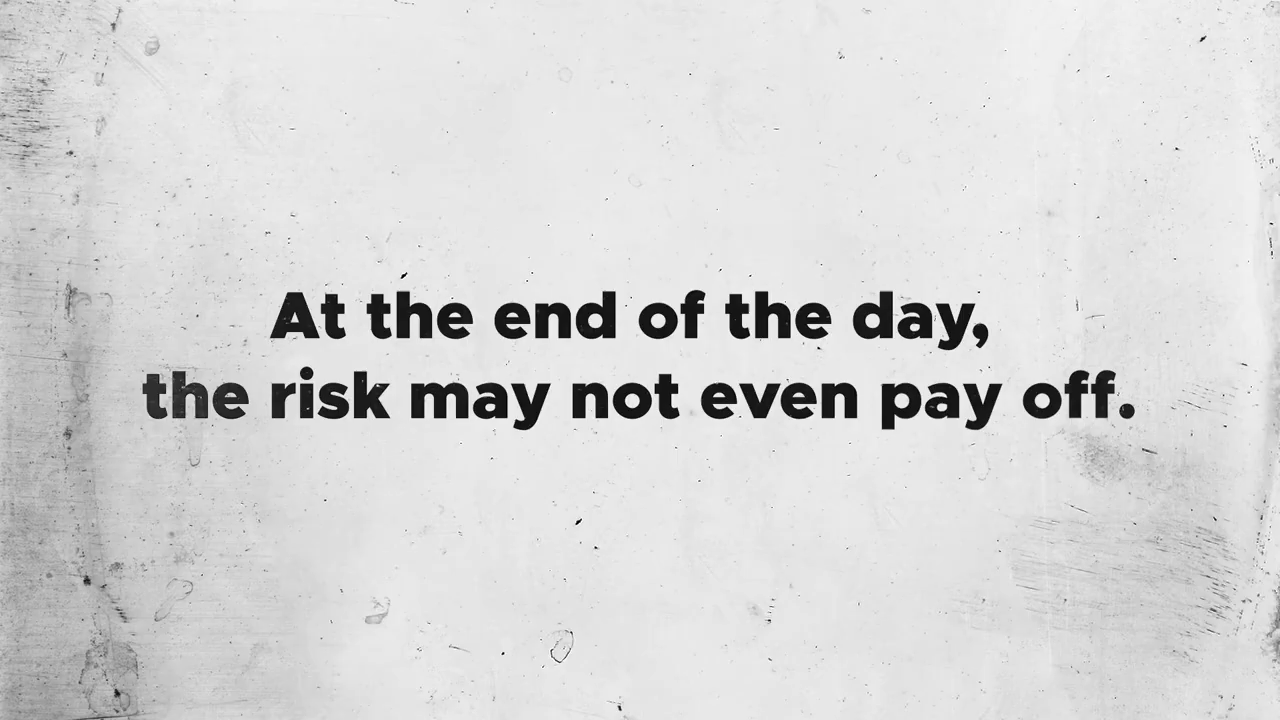 At the end of the day,
the risk may not even pay off.